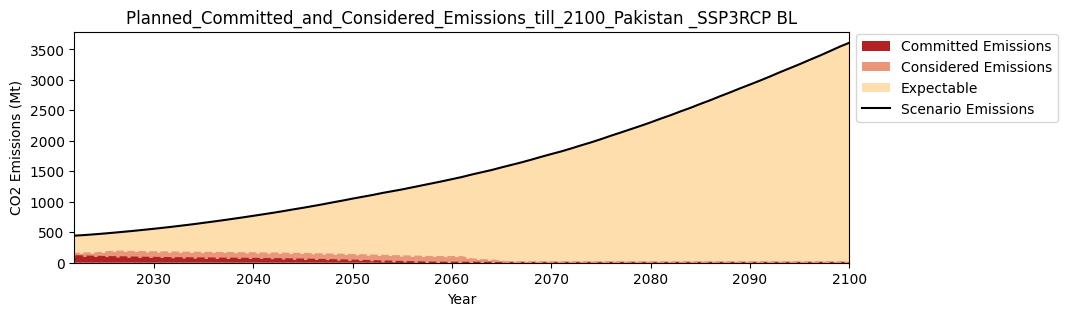 Planned_Committed_and_Considered_Emissions_till_2100_Pakistan _SSP3RCP BL
CO2 Emissions (Mt)
3500
3000
2500
2000
1500
1000
500
0
2030 2040 2050 2060 2070 2080 2090 2100
Year
Committed Emissions
Considered Emissions
Expectable
Scenario Emissions